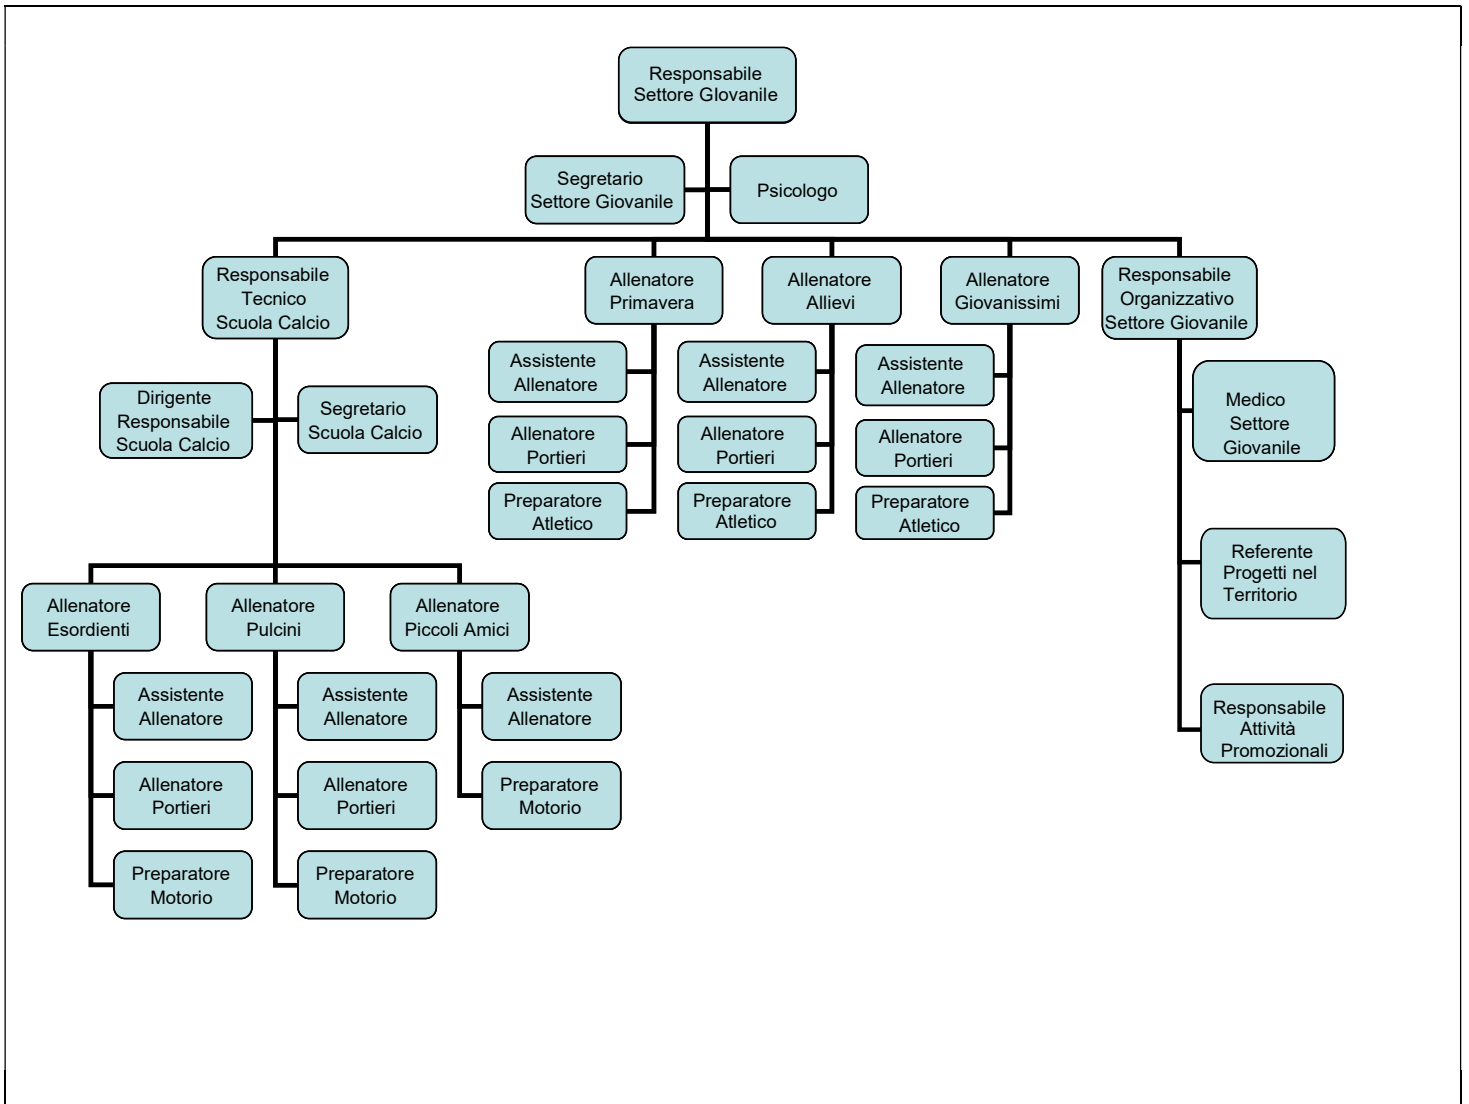 Responsabile
Settore GIovanile
Segretario
Settore Giovanile
Psicologo
Responsabile
Tecnico
Scuola Calcio
Allenatore
Primavera
Allenatore
Allievi
Allenatore
Giovanissimi
Responsabile
Organizzativo
Settore Giovanile
Dirigente
Responsabile
Scuola Calcio
Segretario
Scuola Calcio
Assistente
Allenatore
Allenatore
Portieri
Preparatore
Atletico
Assistente
Allenatore
Allenatore
Portieri
Preparatore
Atletico
Assistente
Allenatore
Allenatore
Portieri
Preparatore
Atletico
Medico
Settore
Giovanile
Referente
Progetti nel
Territorio
Responsabile
Attività
Promozionali
Allenatore
Esordienti
Allenatore
Pulcini
Allenatore
Piccoli Amici
Assistente
Allenatore
Allenatore
Portieri
Preparatore
Motorio
Assistente
Allenatore
Allenatore
Portieri
Preparatore
Motorio
Assistente
Allenatore
Preparatore
Motorio